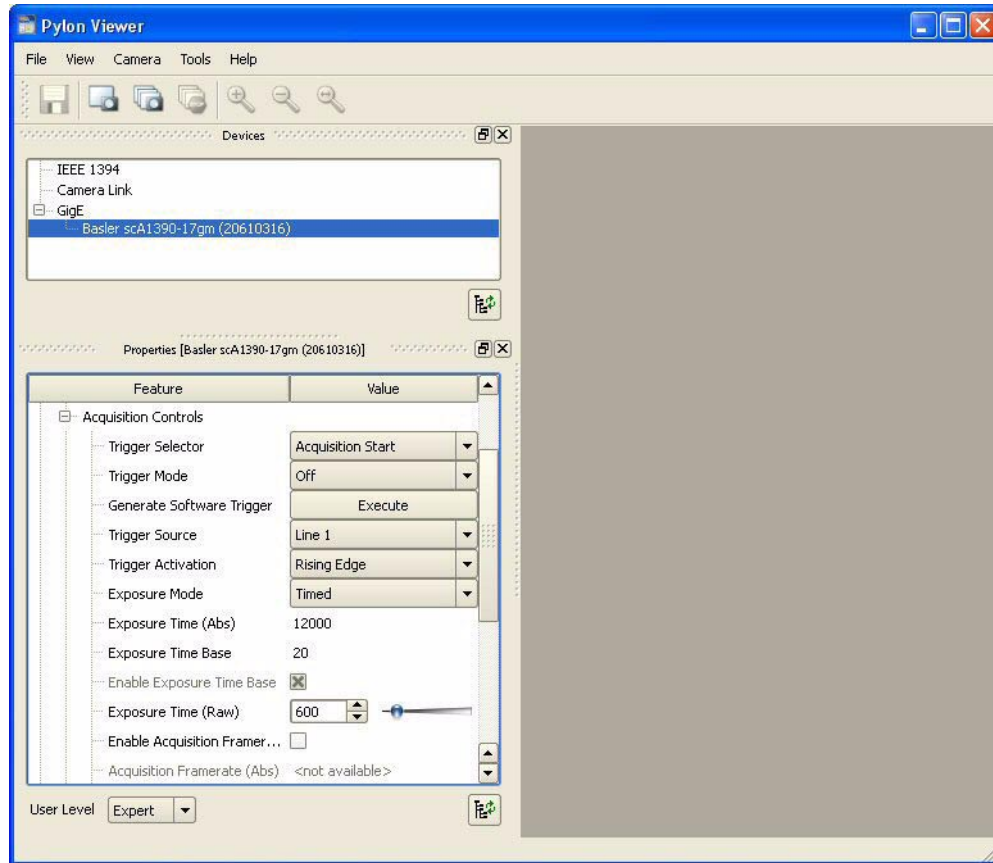 Pylon Viewer
File View Camera Tools Help
Devices
IEEE 1394
Camera Link
GigE
Basler scA1390-17gm (20610316)
Properties [Basler scA1390-17gm (20610316)]
Feature Value
Acquisition Controls
Trigger Selector Acquisition Start
Trigger Mode Off
Generate Software Trigger Execute
Trigger Source Line 1
Trigger Activation Rising Edge
Exposure Mode Timed
Exposure Time (Abs) 12000
Exposure Time Base 20
Enable Exposure Time Base
Exposure Time (Raw) 600
Enable Acquisition Framer...
Acquisition Framerate (Abs) <not available>
User Level Expert